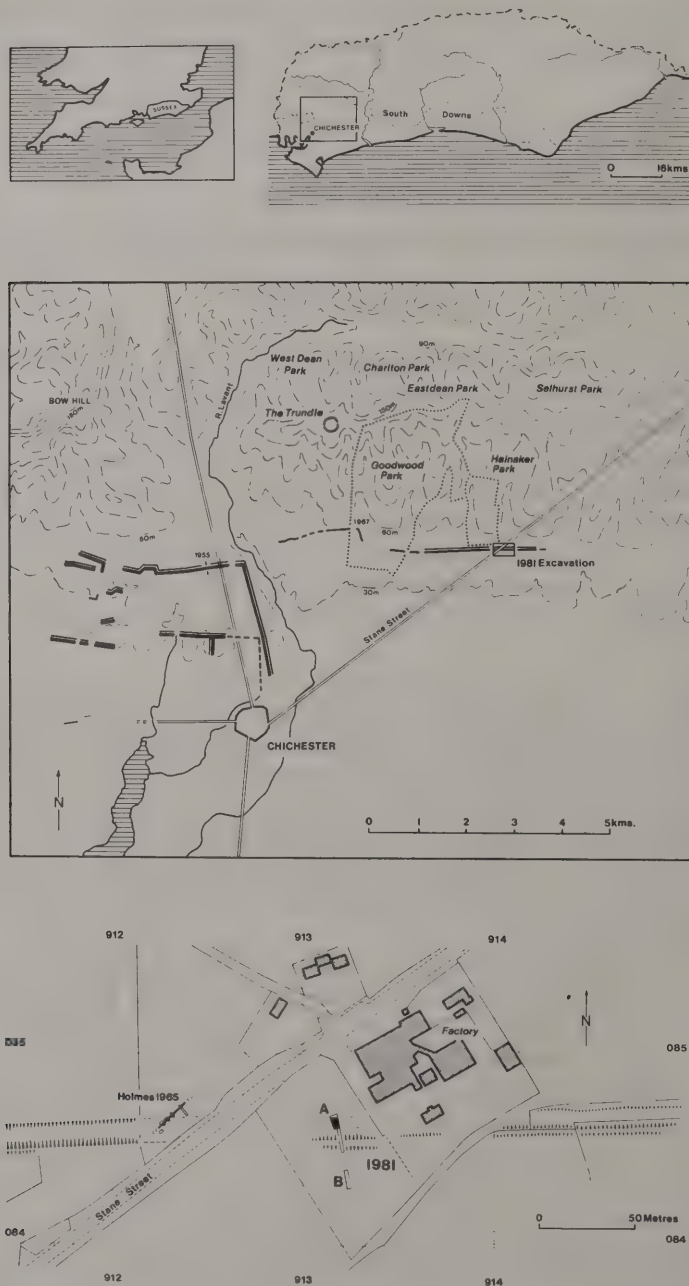 SUSSEX
CHICHESTER
South Downs
0 16kms
West Dean Park
Charlton Park
90m
Eastdean Park
Selhurst Park
BOW HILL
180m
R. Lavant
The Trundle
150m
Goodwood Park
Halnaker Park
1967
60m
60m
1955
1981 Excavation
30m
Stane Street
CHICHESTER
N
0 1 2 3 4 5kms.
912 913 914
N
085
Factory
085
Holmes 1965
A
1981
B
Stane Street
0 50 Metres
084
084
912 913 914